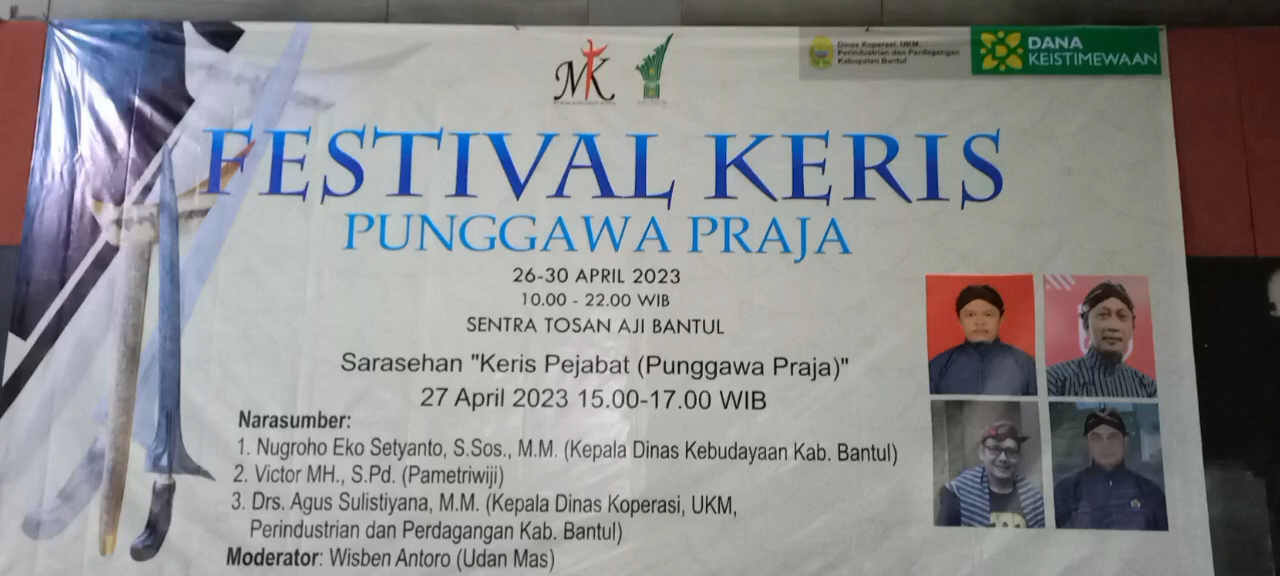 MK
Dinas Koperasi, UKM,
Perindustrian dan Perdagangan
Kabupaten Bantul
DANA
KEISTIMEWAAN
FESTIVAL KERIS
PUNGGAWA PRAJA
26-30 APRIL 2023
10.00 - 22.00 WIB
SENTRA TOSAN AJI BANTUL
Sarasehan "Keris Pejabat (Punggawa Praja)"
27 April 2023 15.00-17.00 WIB
Narasumber:
1. Nugroho Eko Setyanto, S.Sos., M.M. (Kepala Dinas Kebudayaan Kab. Bantul)
2. Victor MH., S.Pd. (Pametriwiji)
3. Drs. Agus Sulistiyana, M.M. (Kepala Dinas Koperasi, UKM,
Perindustrian dan Perdagangan Kab. Bantul)
Moderator: Wisben Antoro (Udan Mas)